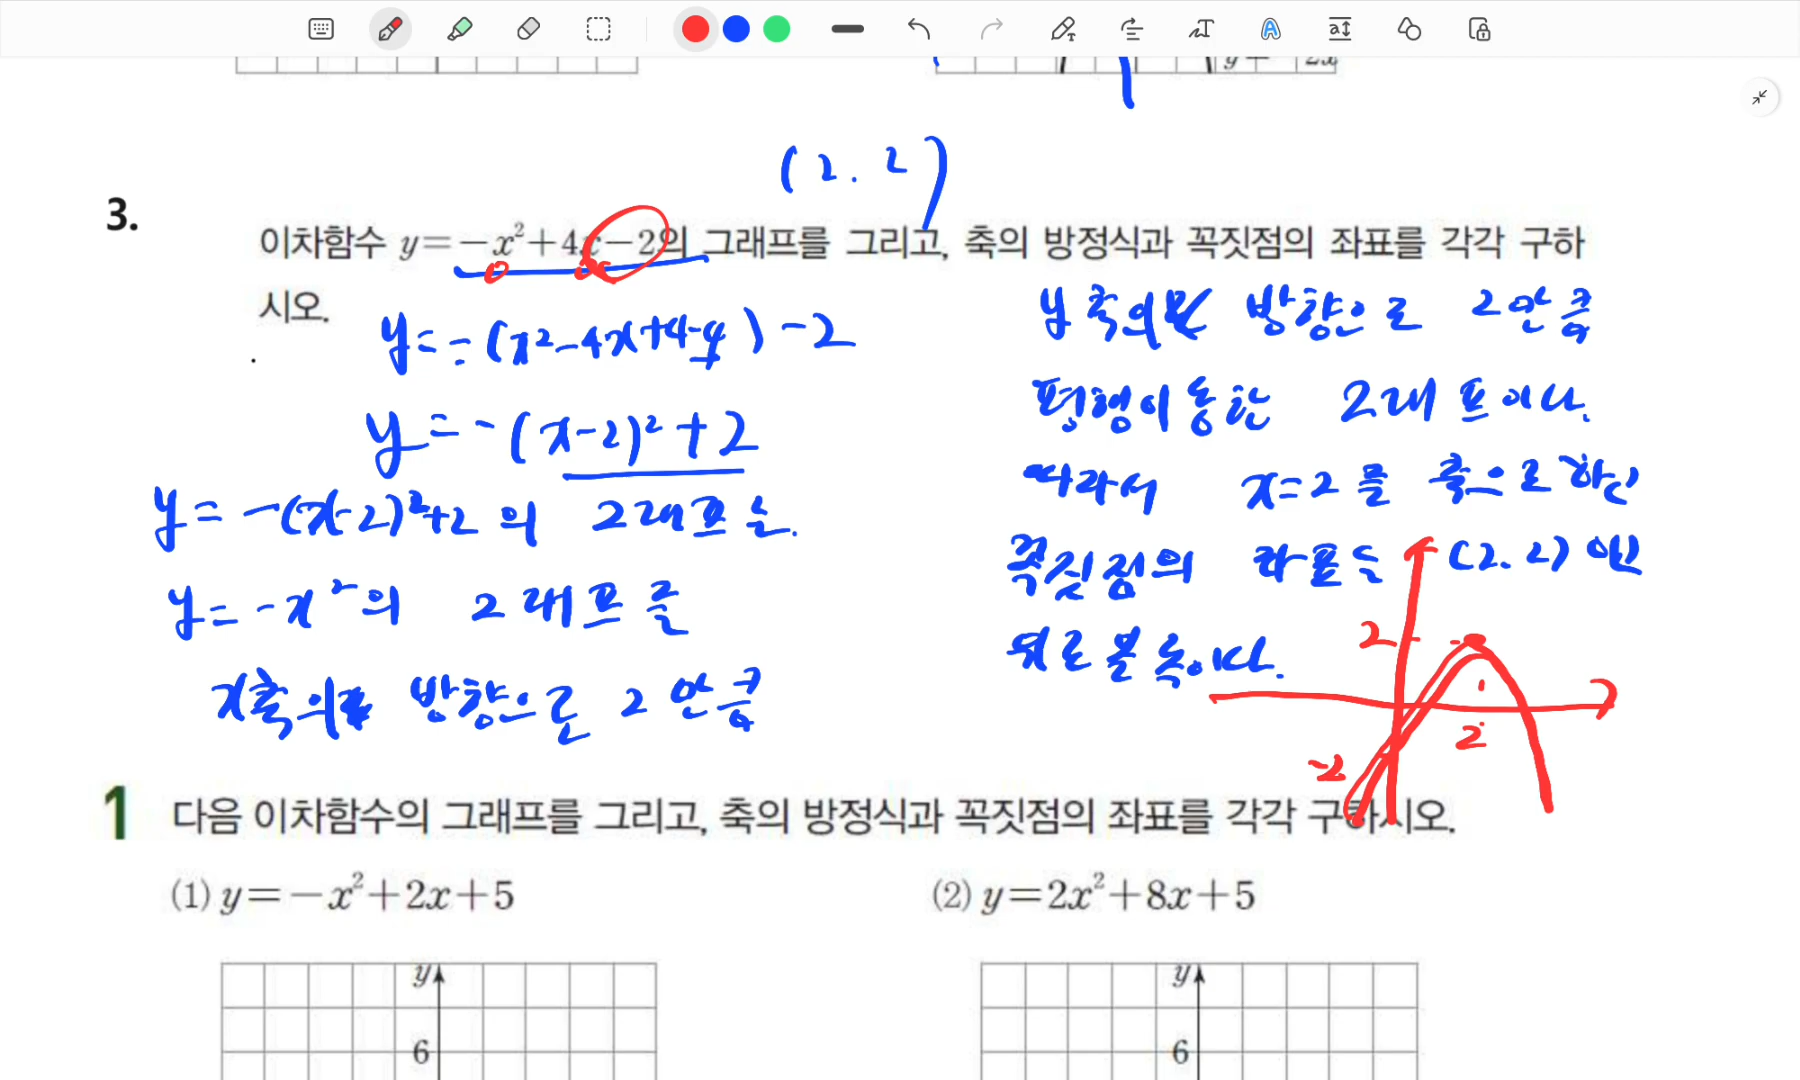 (2. 2)
3.
이차함수 y=-x²+4x-2의 그래프를 그리고, 축의 방정식과 꼭짓점의 좌표를 각각 구하
시오.
y=-(x²-4x+4-4)-2
y=-(x-2)²+2
y=-(x-2)²+2 의 그래프는
y=-x²의 그래프를
x축의 방향으로 2만큼
y축의 방향으로 2만큼
평행이동한 그래프이다.
따라서 x=2를 축으로 하고
꼭짓점의 좌표는 (2. 2)인
위로 볼록이다.
2
2
-2
1 다음 이차함수의 그래프를 그리고, 축의 방정식과 꼭짓점의 좌표를 각각 구하시오.
(1) y=-x²+2x+5
(2) y=2x²+8x+5
y
6
y
6